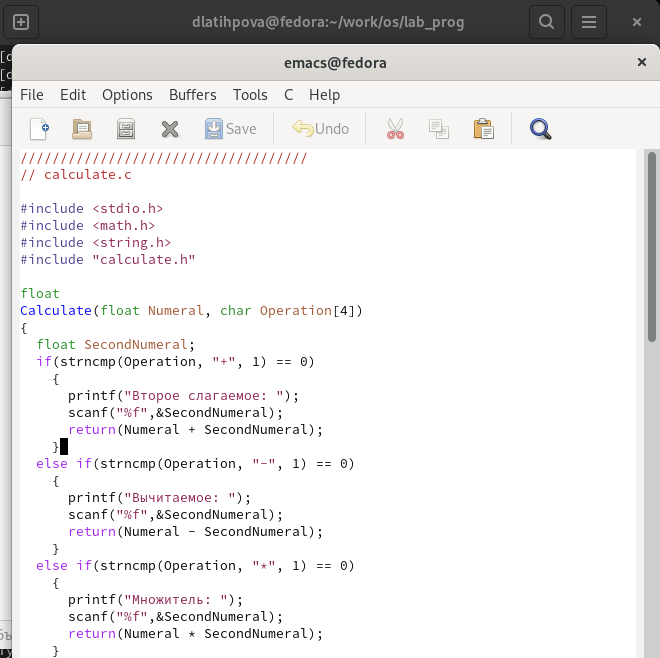 dlatihpova@fedora:~/work/os/lab_prog
emacs@fedora
File Edit Options Buffers Tools C Help
Save Undo
////////////////////////////////////
// calculate.c
#include <stdio.h>
#include <math.h>
#include <string.h>
#include "calculate.h"
float
Calculate(float Numeral, char Operation[4])
{
float SecondNumeral;
if(strncmp(Operation, "+", 1) == 0)
{
printf("Второе слагаемое: ");
scanf("%f",&SecondNumeral);
return(Numeral + SecondNumeral);
}
else if(strncmp(Operation, "-", 1) == 0)
{
printf("Вычитаемое: ");
scanf("%f",&SecondNumeral);
return(Numeral - SecondNumeral);
}
else if(strncmp(Operation, "*", 1) == 0)
{
printf("Множитель: ");
scanf("%f",&SecondNumeral);
return(Numeral * SecondNumeral);
}